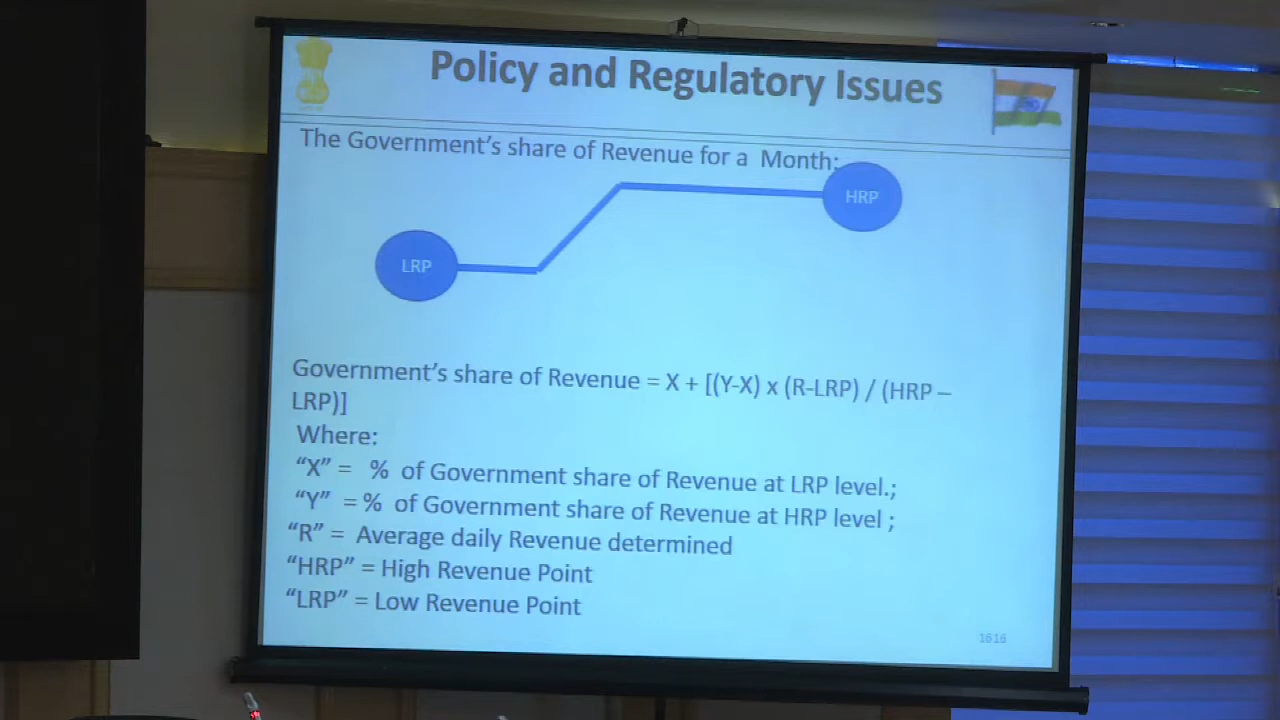 Policy and Regulatory Issues
The Government's share of Revenue for a Month:
HRP
LRP
Government's share of Revenue = X + [(Y-X) x (R-LRP) / (HRP –
LRP)]
Where:
"X" = % of Government share of Revenue at LRP level.;
"Y" = % of Government share of Revenue at HRP level ;
"R" = Average daily Revenue determined
"HRP" = High Revenue Point
"LRP" = Low Revenue Point
1616